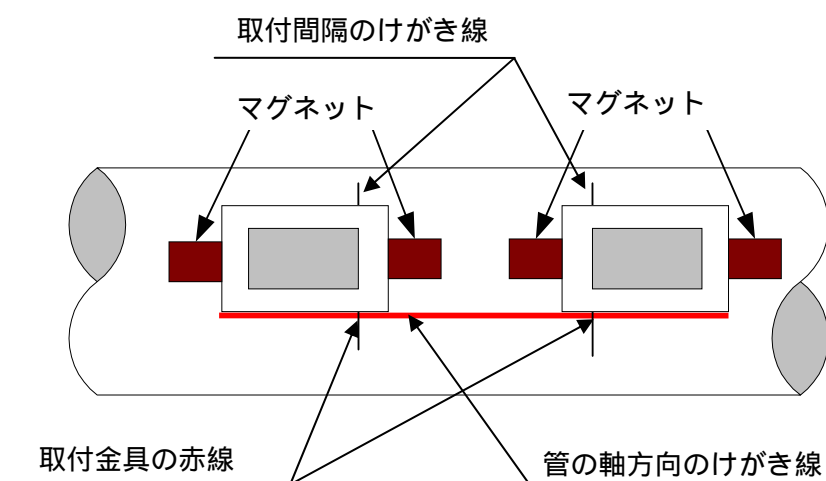 取付間隔のけがき線
マグネット
マグネット
取付金具の赤線
管の軸方向のけがき線